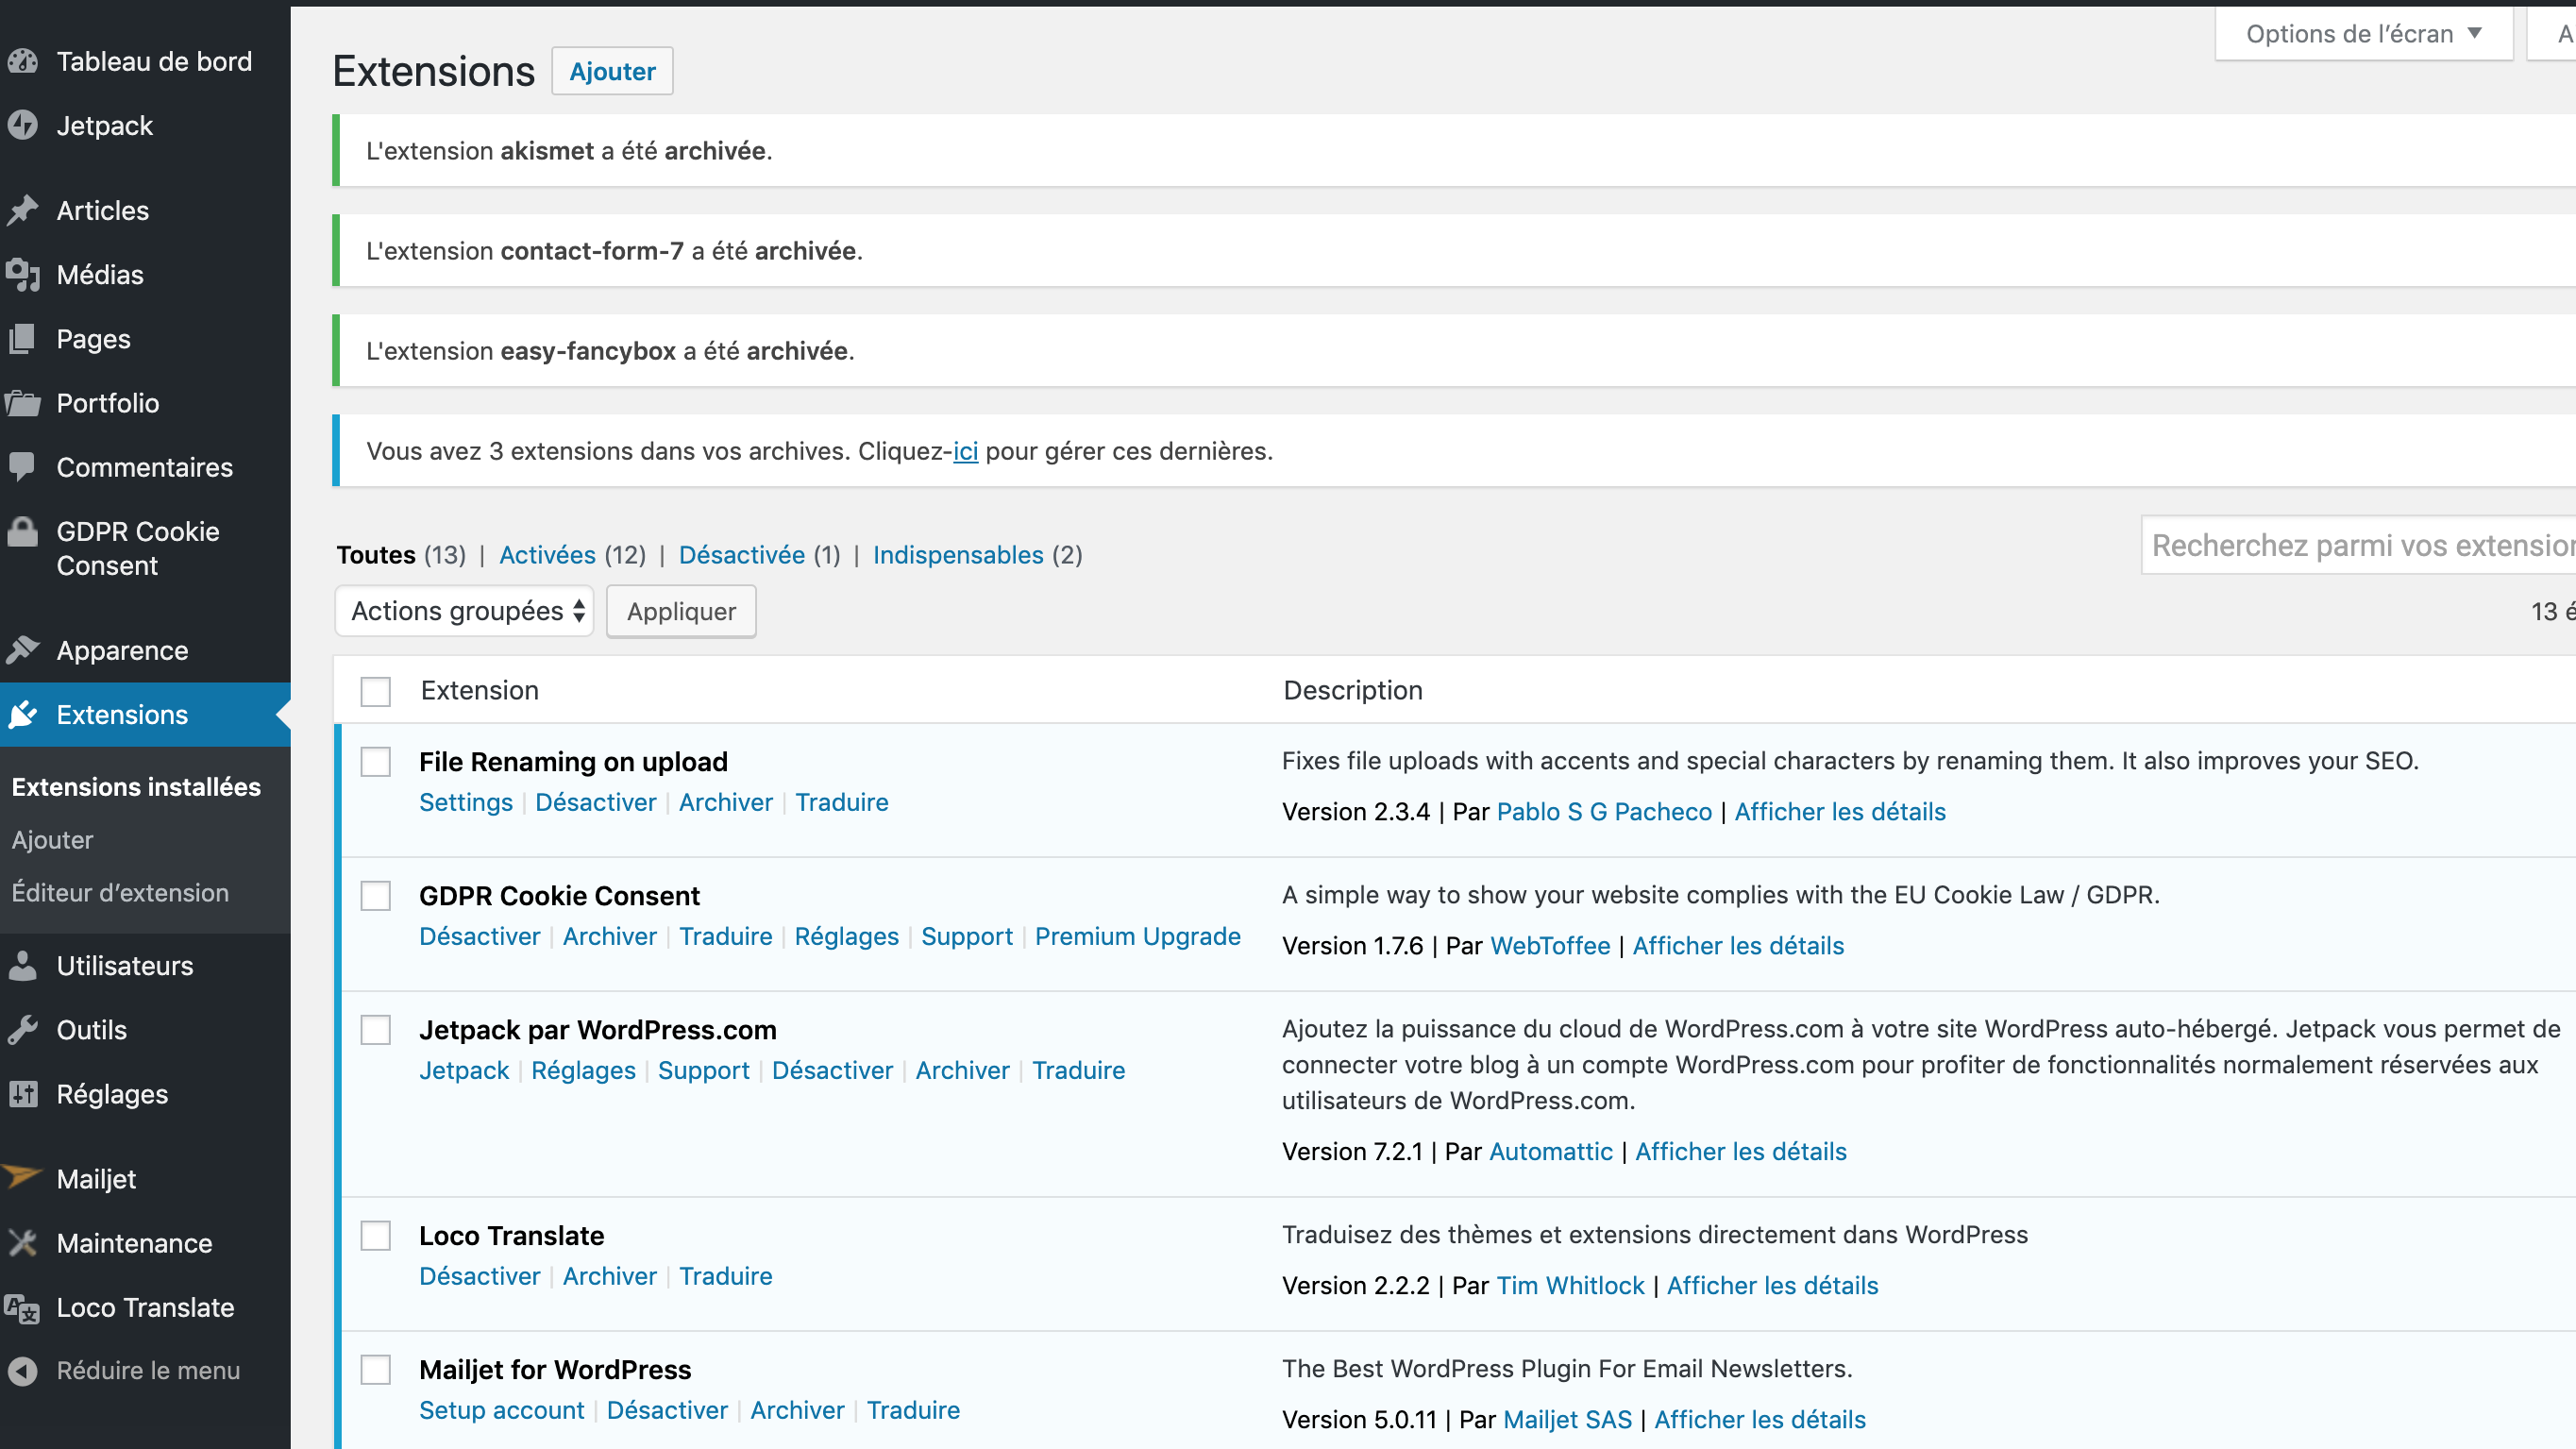 Tableau de bord
Jetpack
Articles
Médias
Pages
Portfolio
Commentaires
GDPR Cookie
Consent
Apparence
Extensions
Extensions installées
Ajouter
Éditeur d’extension
Utilisateurs
Outils
Réglages
Mailjet
Maintenance
Loco Translate
Réduire le menu
Options de l’écran ▼
Extensions Ajouter
L'extension akismet a été archivée.
L'extension contact-form-7 a été archivée.
L'extension easy-fancybox a été archivée.
Vous avez 3 extensions dans vos archives. Cliquez-ici pour gérer ces dernières.
Toutes (13) | Activées (12) | Désactivée (1) | Indispensables (2)
Recherchez parmi vos
Actions groupées Appliquer
13
Extension Description
File Renaming on upload
Settings | Désactiver | Archiver | Traduire
Fixes file uploads with accents and special characters by renaming them. It also improves your SEO.
Version 2.3.4 | Par Pablo S G Pacheco | Afficher les détails
GDPR Cookie Consent
Désactiver | Archiver | Traduire | Réglages | Support | Premium Upgrade
A simple way to show your website complies with the EU Cookie Law / GDPR.
Version 1.7.6 | Par WebToffee | Afficher les détails
Jetpack par WordPress.com
Jetpack | Réglages | Support | Désactiver | Archiver | Traduire
Ajoutez la puissance du cloud de WordPress.com à votre site WordPress auto-hébergé. Jetpack vous permet de
connecter votre blog à un compte WordPress.com pour profiter de fonctionnalités normalement réservées aux
utilisateurs de WordPress.com.
Version 7.2.1 | Par Automattic | Afficher les détails
Loco Translate
Désactiver | Archiver | Traduire
Traduisez des thèmes et extensions directement dans WordPress
Version 2.2.2 | Par Tim Whitlock | Afficher les détails
Mailjet for WordPress
Setup account | Désactiver | Archiver | Traduire
The Best WordPress Plugin For Email Newsletters.
Version 5.0.11 | Par Mailjet SAS | Afficher les détails